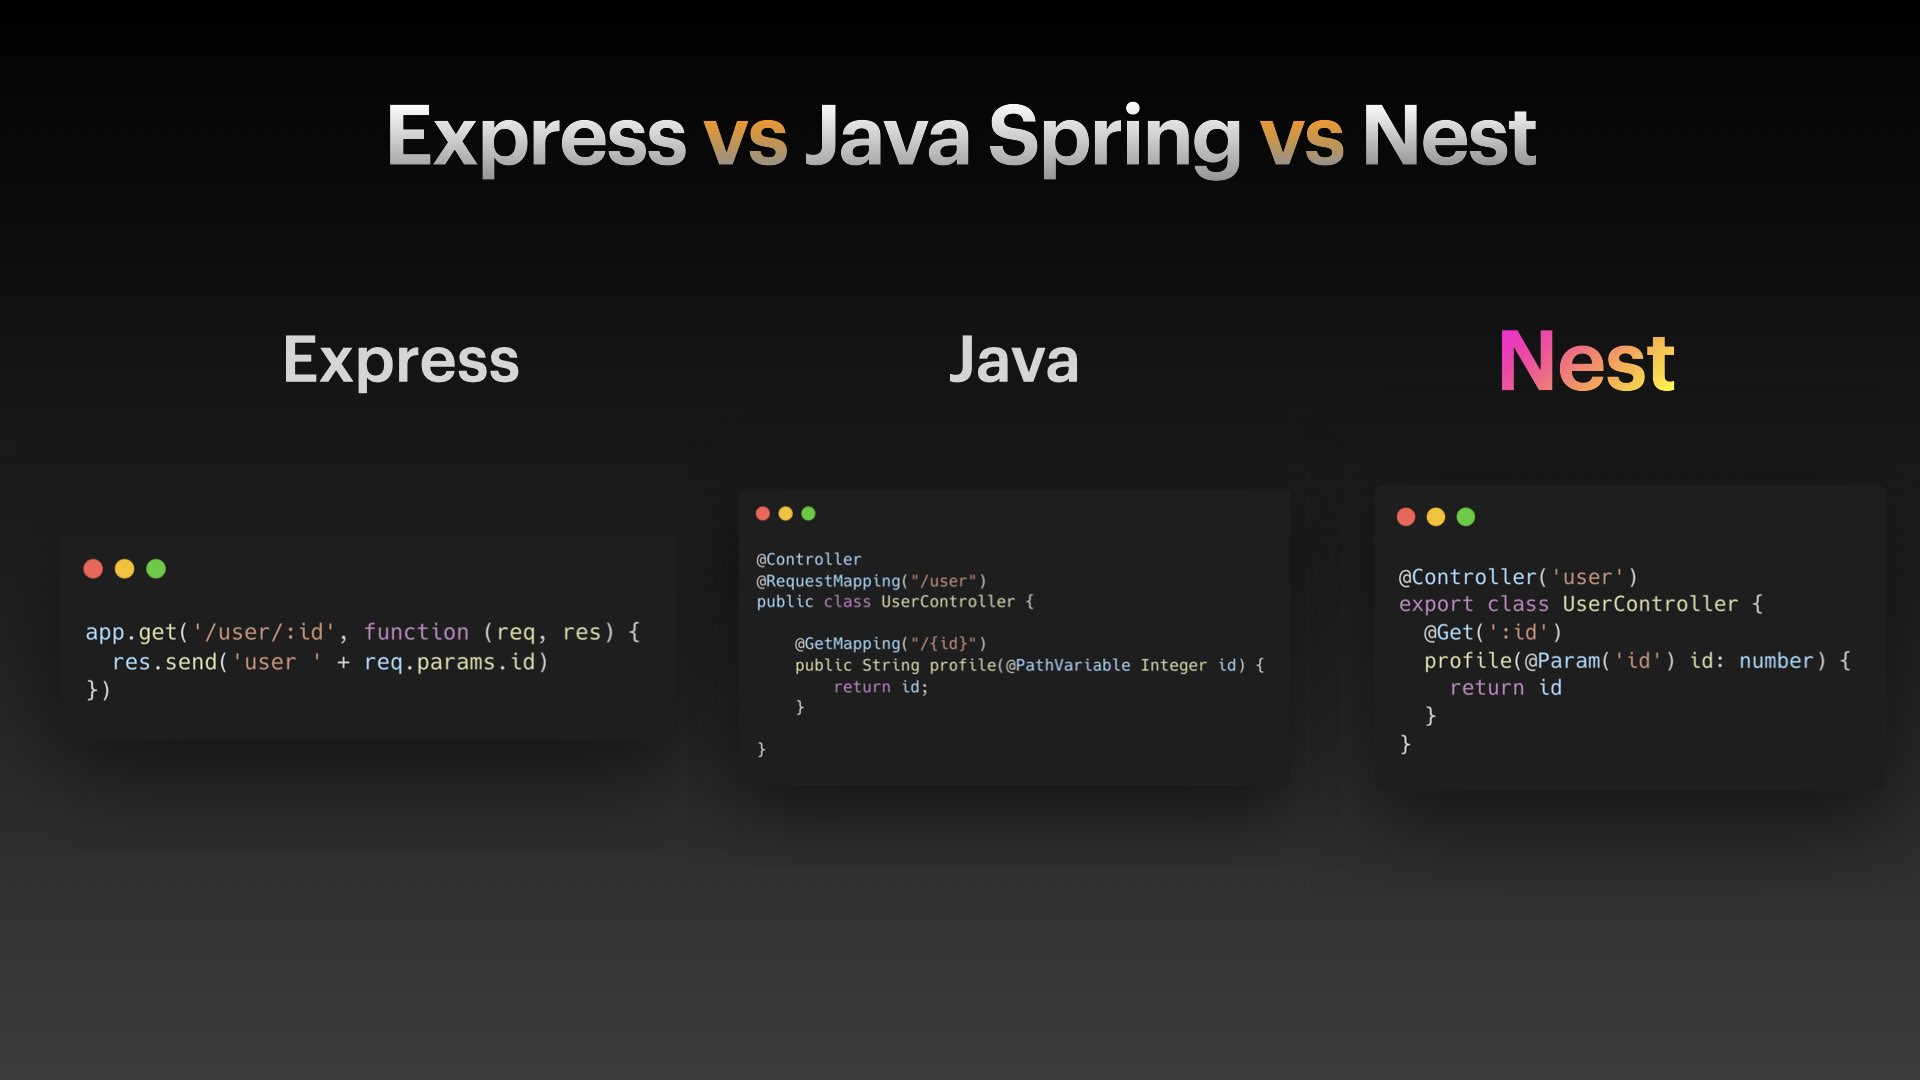 Express vs Java Spring vs Nest
Express
app.get('/user/:id', function (req, res) {
  res.send('user ' + req.params.id)
})
Java
@Controller
@RequestMapping("/user")
public class UserController {
    @GetMapping("/{id}")
    public String profile(@PathVariable Integer id) {
        return id;
    }
}
Nest
@Controller('user')
export class UserController {
  @Get(':id')
  profile(@Param('id') id: number) {
    return id
  }
}